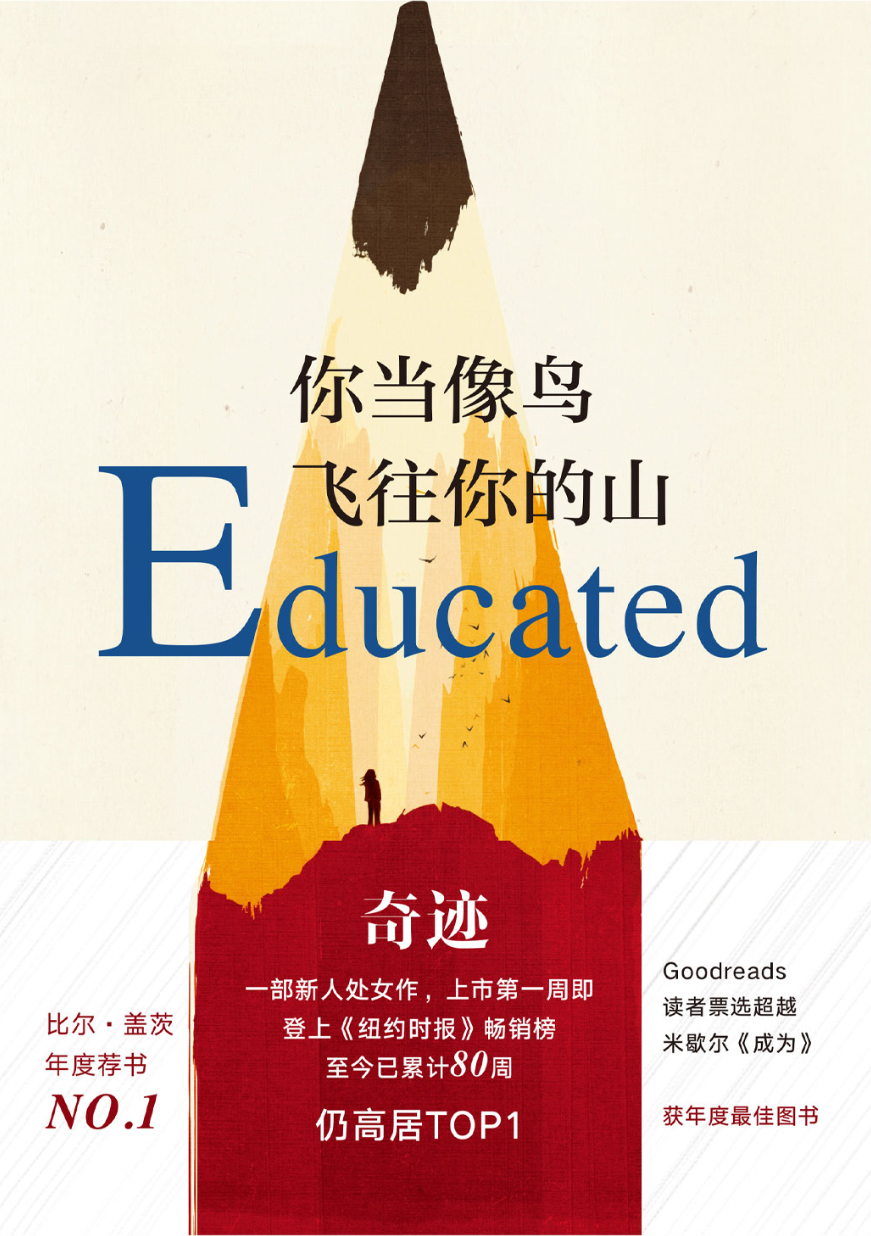 你当像鸟
飞往你的山
Educated
奇迹
一部新人处女作，上市第一周即
登上《纽约时报》畅销榜
至今已累计80周
仍高居TOP1
比尔·盖茨
年度荐书
NO.1
Goodreads
读者票选超越
米歇尔《成为》
获年度最佳图书